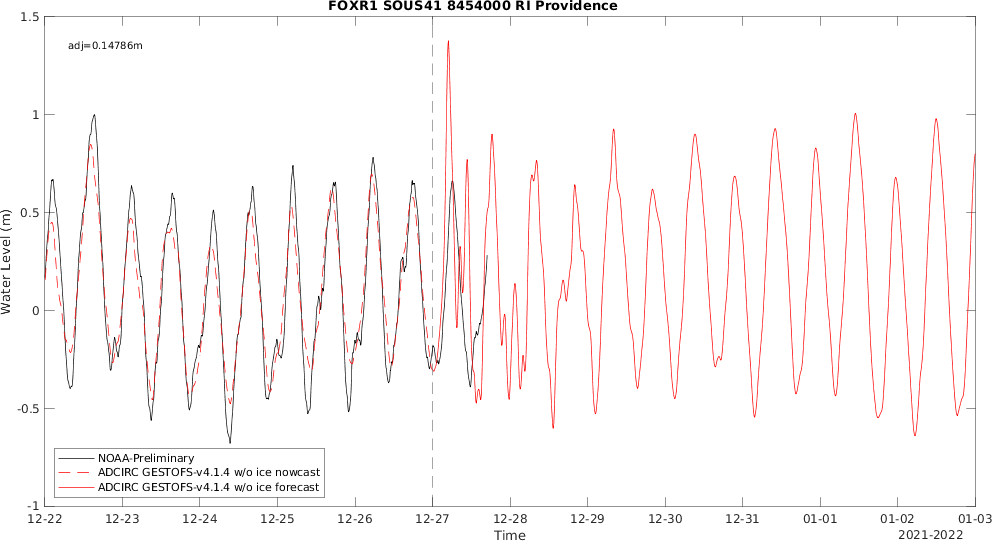 FOXR1 SOUS41 8454000 RI Providence
adj=0.14786m
1.5
1
0.5
0
-0.5
-1
Water Level (m)
NOAA-Preliminary
ADCIRC GESTOFS-v4.1.4 w/o ice nowcast
ADCIRC GESTOFS-v4.1.4 w/o ice forecast
12-22 12-23 12-24 12-25 12-26 12-27 12-28 12-29 12-30 12-31 01-01 01-02 01-03
Time
2021-2022